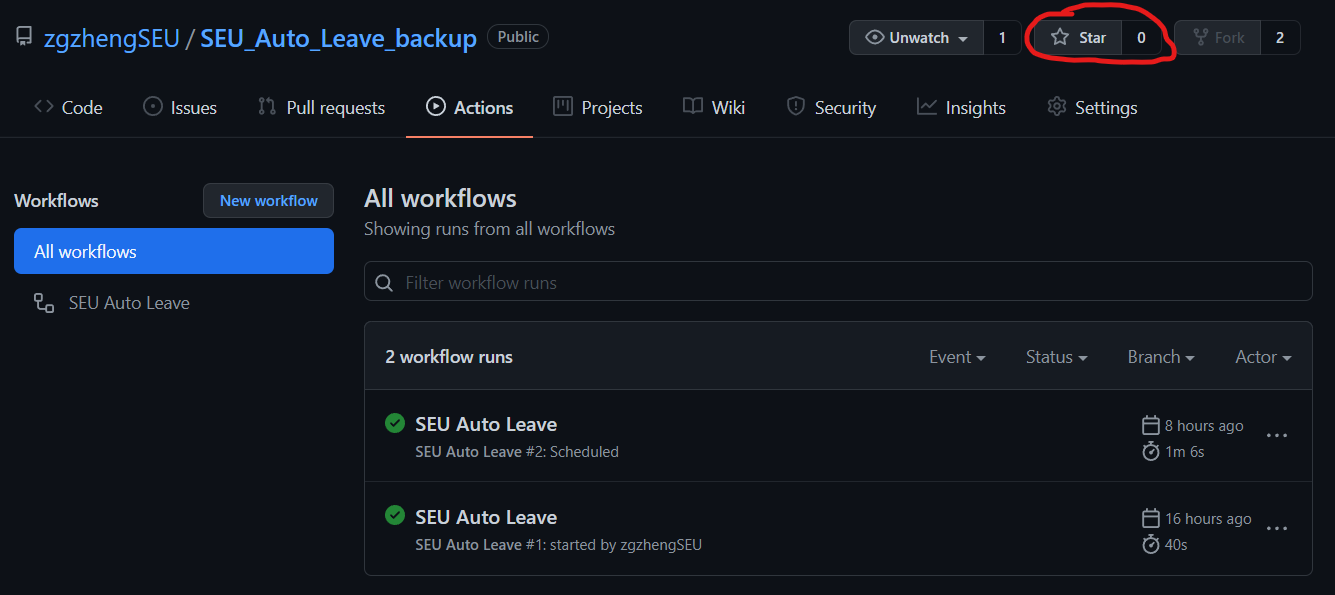 zgzhengSEU / SEU_Auto_Leave_backup Public Unwatch 1 Star 0 Fork 2
Code Issues Pull requests Actions Projects Wiki Security Insights Settings
Workflows New workflow
All workflows
SEU Auto Leave
All workflows
Showing runs from all workflows
Filter workflow runs
2 workflow runs Event Status Branch Actor
SEU Auto Leave 8 hours ago
SEU Auto Leave #2: Scheduled 1m 6s
SEU Auto Leave 16 hours ago
SEU Auto Leave #1: started by zgzhengSEU 40s